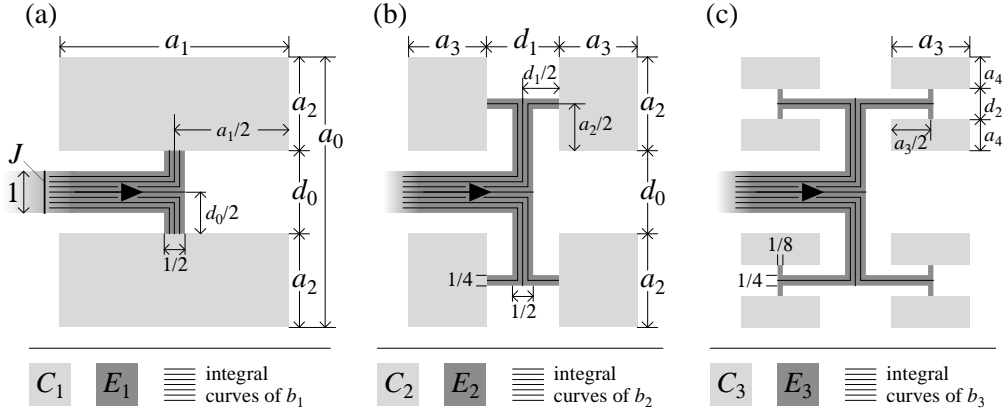 (a)
a₁
a₂
a₁/2
a₀
J
1
d₀
d₀/2
1/2
a₂
C₁ E₁ integral
curves of b₁
(b)
a₃ d₁ a₃
d₁/2
a₂
a₂/2
d₀
1/4
a₂
1/2
C₂ E₂ integral
curves of b₂
(c)
a₃
a₄
d₂
a₃/2
a₄
1/8
1/4
C₃ E₃ integral
curves of b₃